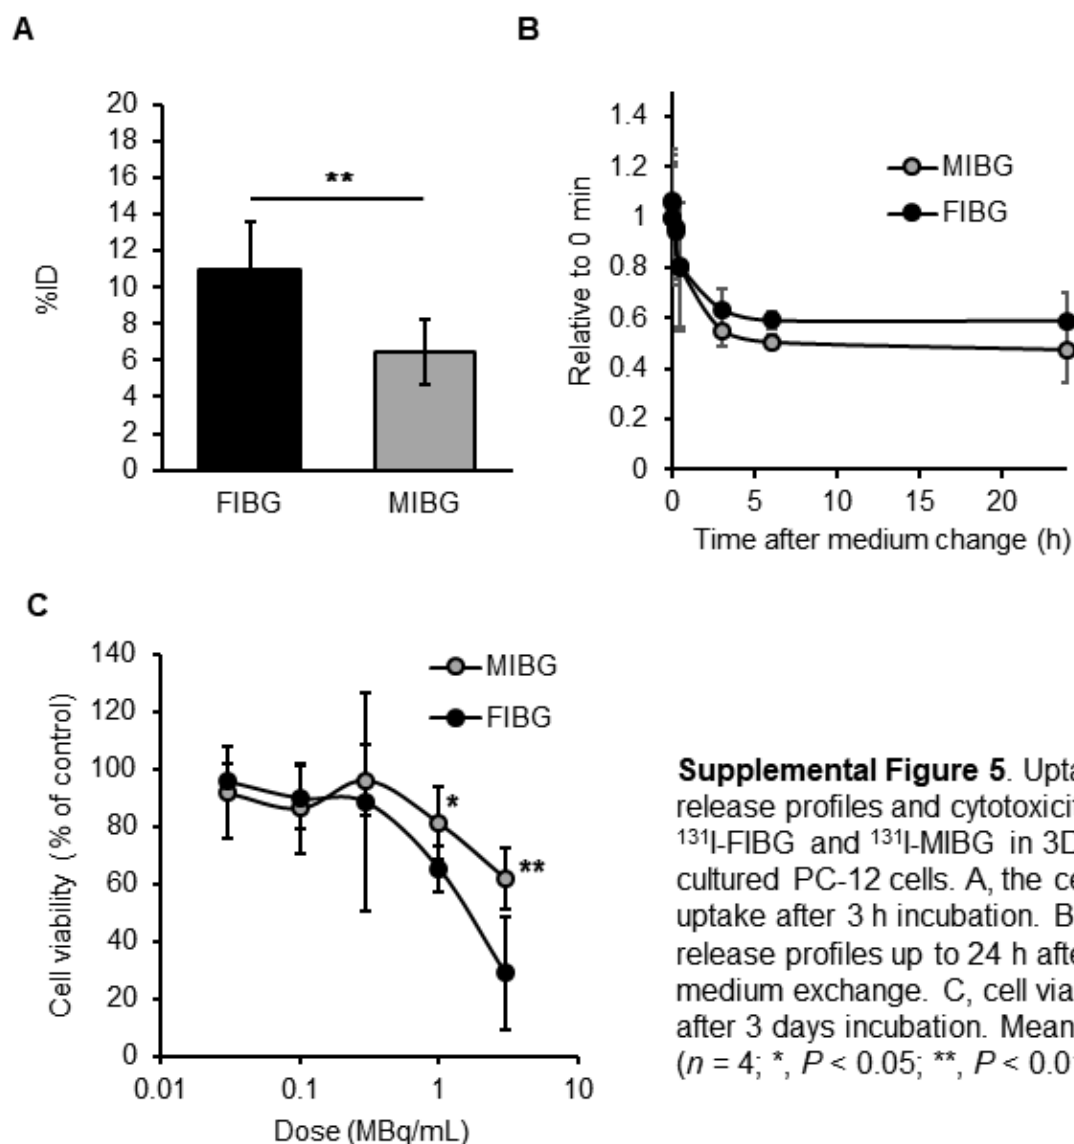 A
20
18
16
14
12
10
8
6
4
2
0
%ID
**
FIBG MIBG
B
1.4
1.2
1
0.8
0.6
0.4
0.2
0
Relative to 0 min
MIBG
FIBG
0 5 10 15 20
Time after medium change (h)
C
140
120
100
80
60
40
20
0
Cell viability (% of control)
MIBG
FIBG
*
**
0.01 0.1 1 10
Dose (MBq/mL)
Supplemental Figure 5. Upta
release profiles and cytotoxicit
¹³¹I-FIBG and ¹³¹I-MIBG in 3D
cultured PC-12 cells. A, the ce
uptake after 3 h incubation. B
release profiles up to 24 h afte
medium exchange. C, cell via
after 3 days incubation. Mean
(n = 4; *, P < 0.05; **, P < 0.0